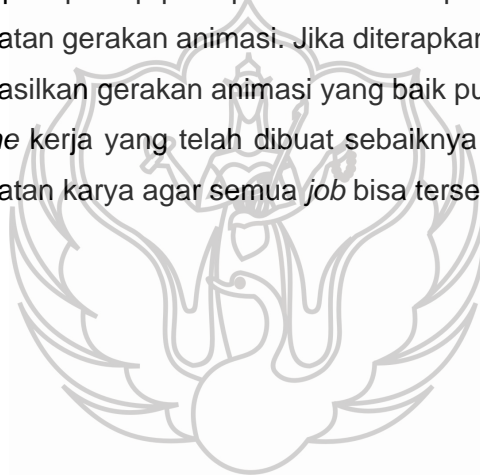 atan gerakan animasi. Jika diterapkan
asilkan gerakan animasi yang baik pu
ne kerja yang telah dibuat sebaiknya
atan karya agar semua job bisa terse